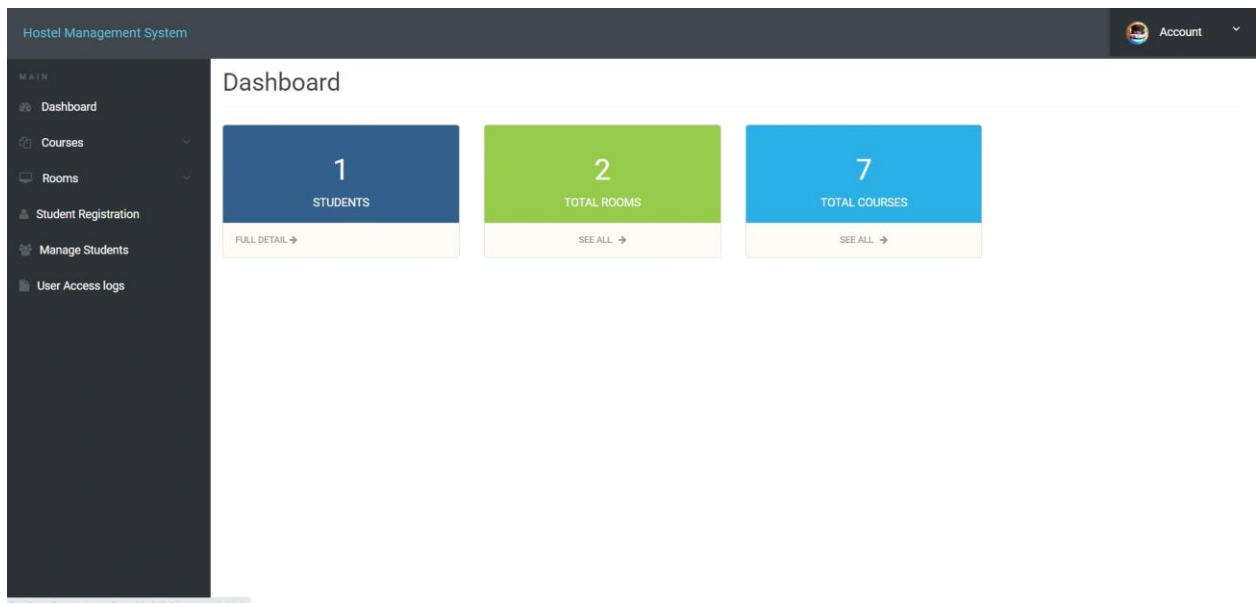 Hostel Management System
Account
MAIN
Dashboard
Courses
Rooms
Student Registration
Manage Students
User Access logs
Dashboard
1
STUDENTS
FULL DETAIL
2
TOTAL ROOMS
SEE ALL
7
TOTAL COURSES
SEE ALL